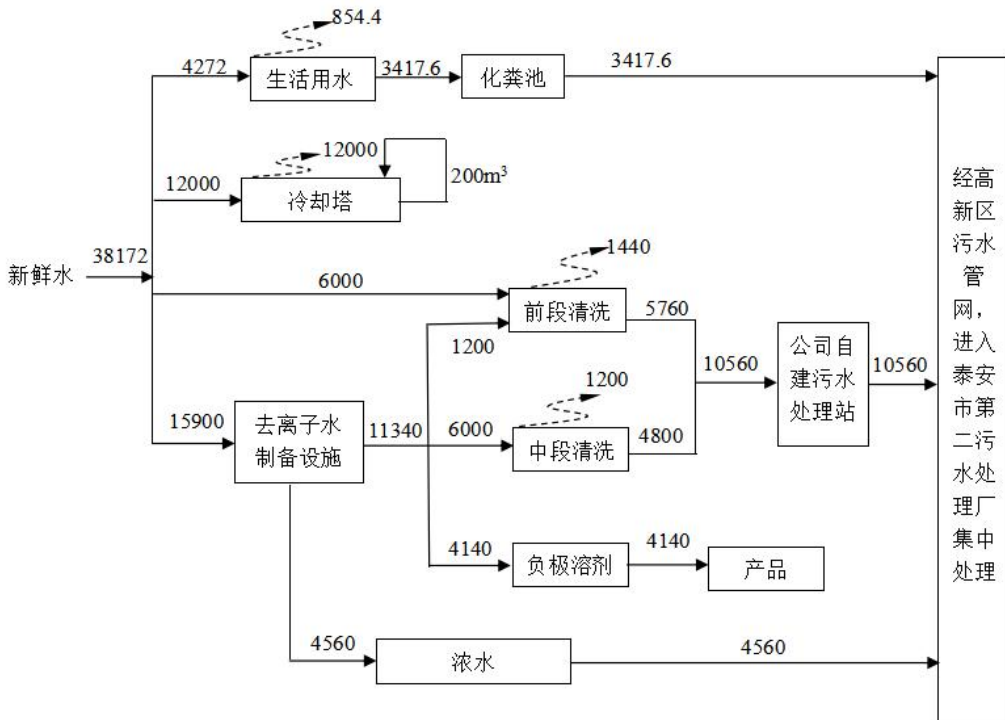 854.4
4272
生活用水
3417.6
化粪池
3417.6
12000
12000
冷却塔
200m³
新鲜水
38172
6000
1440
前段清洗
5760
1200
10560
公司自
建污水
处理站
10560
1200
15900
去离子水
制备设施
11340
6000
中段清洗
4800
4140
负极溶剂
4140
产品
4560
浓水
4560
经高
新区
污水
管
网，
进入
泰安
市第
二污
水处
理厂
集中
处理